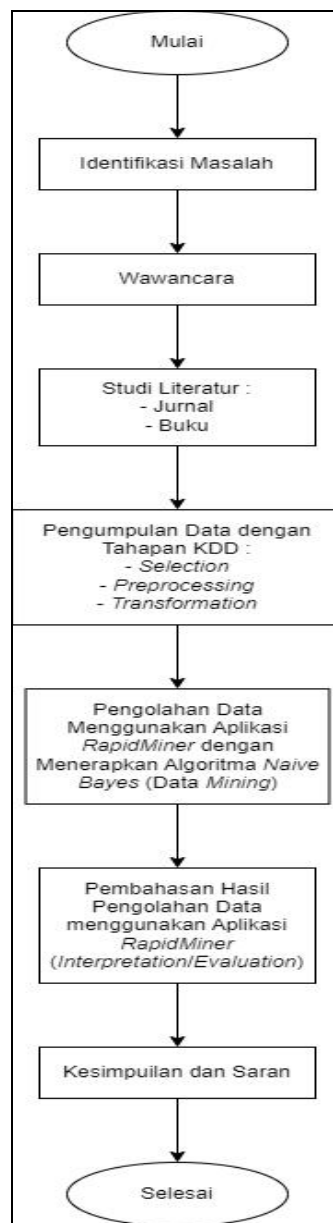 Mulai
Identifikasi Masalah
Wawancara
Studi Literatur :
- Jurnal
- Buku
Pengumpulan Data dengan
Tahapan KDD :
- Selection
- Preprocessing
- Transformation
Pengolahan Data
Menggunakan Aplikasi
RapidMiner dengan
Menerapkan Algoritma Naive
Bayes (Data Mining)
Pembahasan Hasil
Pengolahan Data
menggunakan Aplikasi
RapidMiner
(Interpretation/Evaluation)
Kesimpuilan dan Saran
Selesai